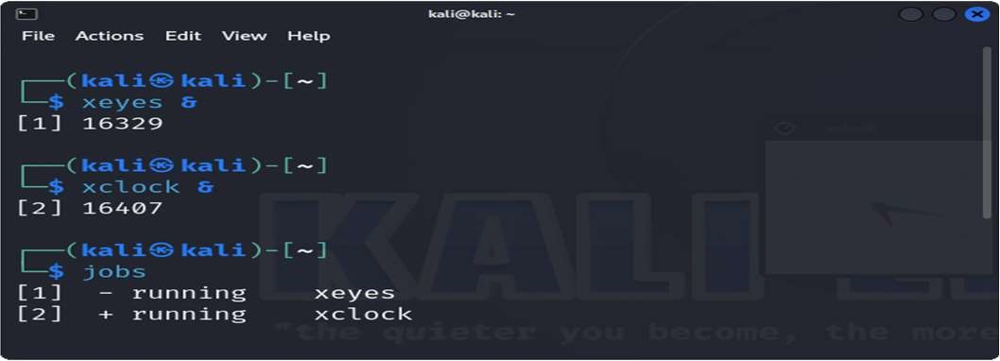 kali@kali: ~
File Actions Edit View Help
┌──(kali㉿kali)-[~]
└─$ xeyes &
[1] 16329
┌──(kali㉿kali)-[~]
└─$ xclock &
[2] 16407
┌──(kali㉿kali)-[~]
└─$ jobs
[1]  - running    xeyes
[2]  + running    xclock
KALI LI
"the quieter you become, the more